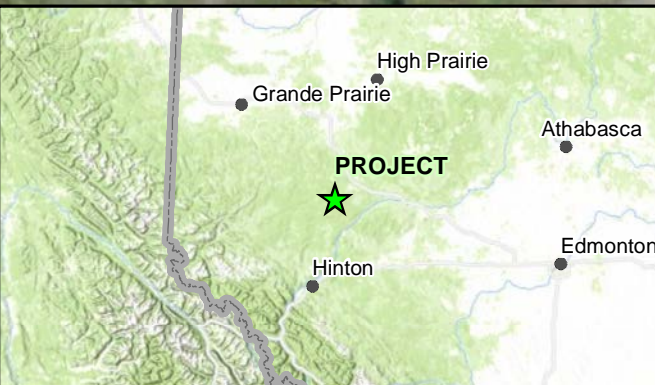 High Prairie
Grande Prairie
Athabasca
PROJECT
Edmonton
Hinton